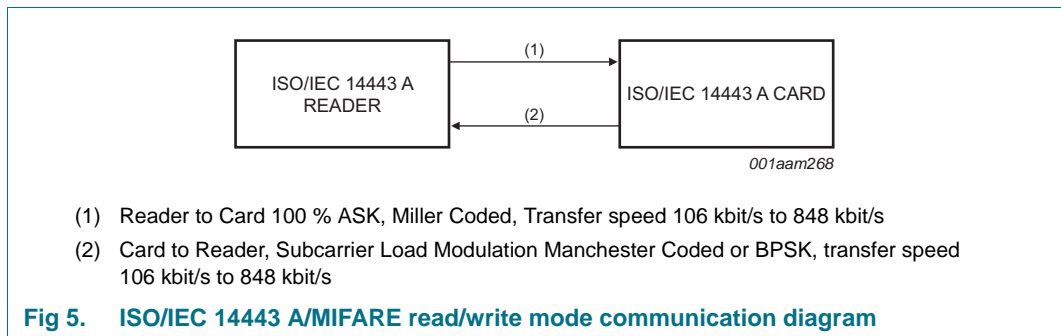 (1)
ISO/IEC 14443 A
READER
ISO/IEC 14443 A CARD
(2)
001aam268
(1) Reader to Card 100 % ASK, Miller Coded, Transfer speed 106 kbit/s to 848 kbit/s
(2) Card to Reader, Subcarrier Load Modulation Manchester Coded or BPSK, transfer speed
106 kbit/s to 848 kbit/s
Fig 5. ISO/IEC 14443 A/MIFARE read/write mode communication diagram